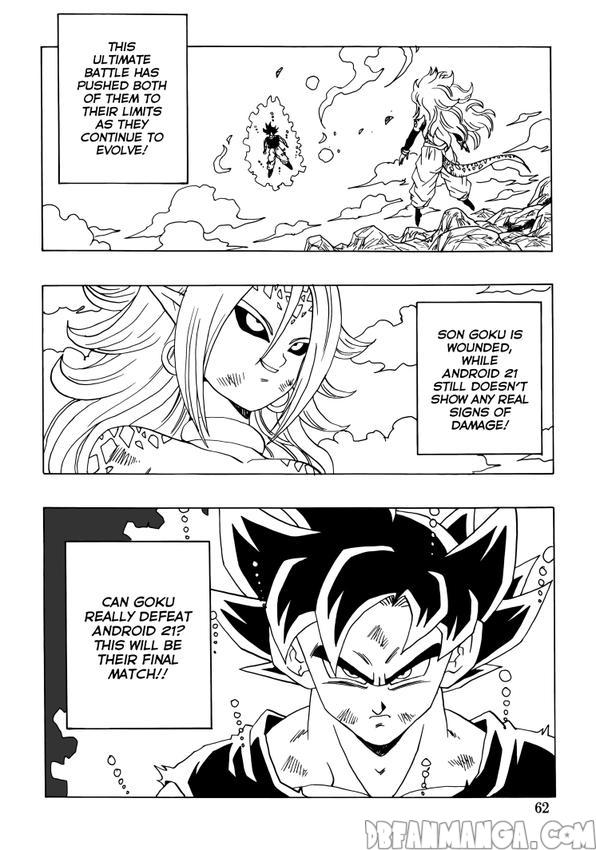 THIS
ULTIMATE
BATTLE HAS
PUSHED BOTH
OF THEM TO
THEIR LIMITS
AS THEY
CONTINUE TO
EVOLVE!
SON GOKU IS
WOUNDED,
WHILE
ANDROID 21
STILL DOESN'T
SHOW ANY REAL
SIGNS OF
DAMAGE!
CAN GOKU
REALLY DEFEAT
ANDROID 21?
THIS WILL BE
THEIR FINAL
MATCH!!
62
DBFANMANGA.COM